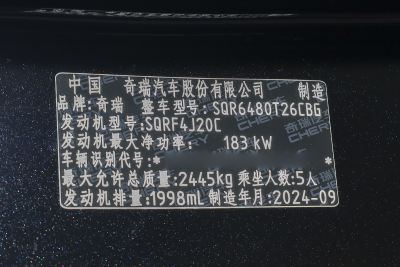 中国 奇瑞汽车股份有限公司 制造
品牌:奇瑞 整车型号:SQR6480T26CBG
发动机型号:SQRF4J20C
发动机最大净功率: 183 kW
车辆识别代号:* *
最大允许总质量:2445kg 乘坐人数:5人
发动机排量:1998mL 制造年月:2024-09